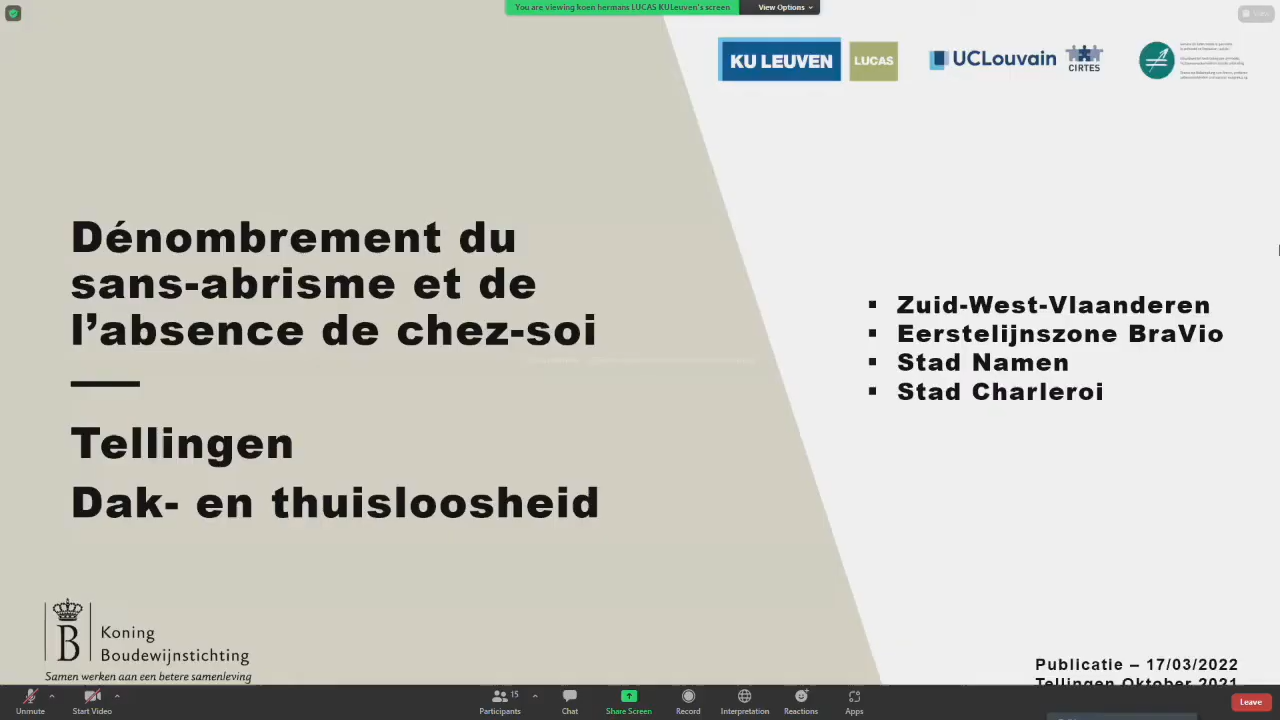 You are viewing koen hermans LUCAS KULeuven's screen
View Options
View
KU LEUVEN
LUCAS
UCLouvain
CIRTES
Dénombrement du
sans-abrisme et de
l'absence de chez-soi
Tellingen
Dak- en thuisloosheid
▪ Zuid-West-Vlaanderen
▪ Eerstelijnszone BraVio
▪ Stad Namen
▪ Stad Charleroi
B
Koning
Boudewijnstichting
Samen werken aan een betere samenleving
Publicatie – 17/03/2022
Tellingen Oktober 2021
Unmute
Start Video
Participants
15
Chat
Share Screen
Record
Interpretation
Reactions
Apps
Leave